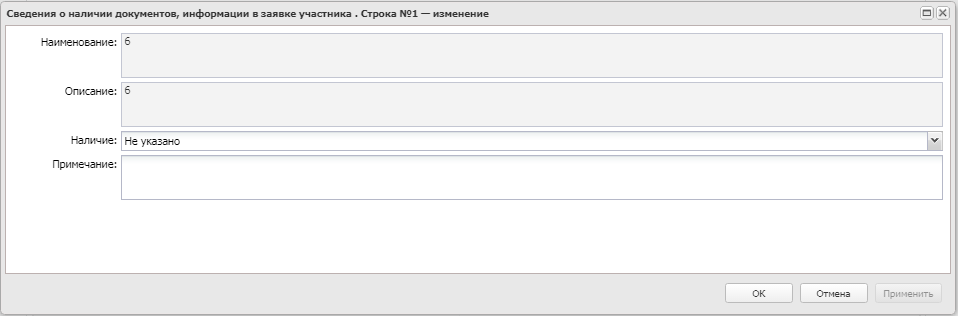 Сведения о наличии документов, информации в заявке участника . Строка №1 — изменение
Наименование: 6
Описание: 6
Наличие: Не указано
Примечание:
ОК Отмена Применить